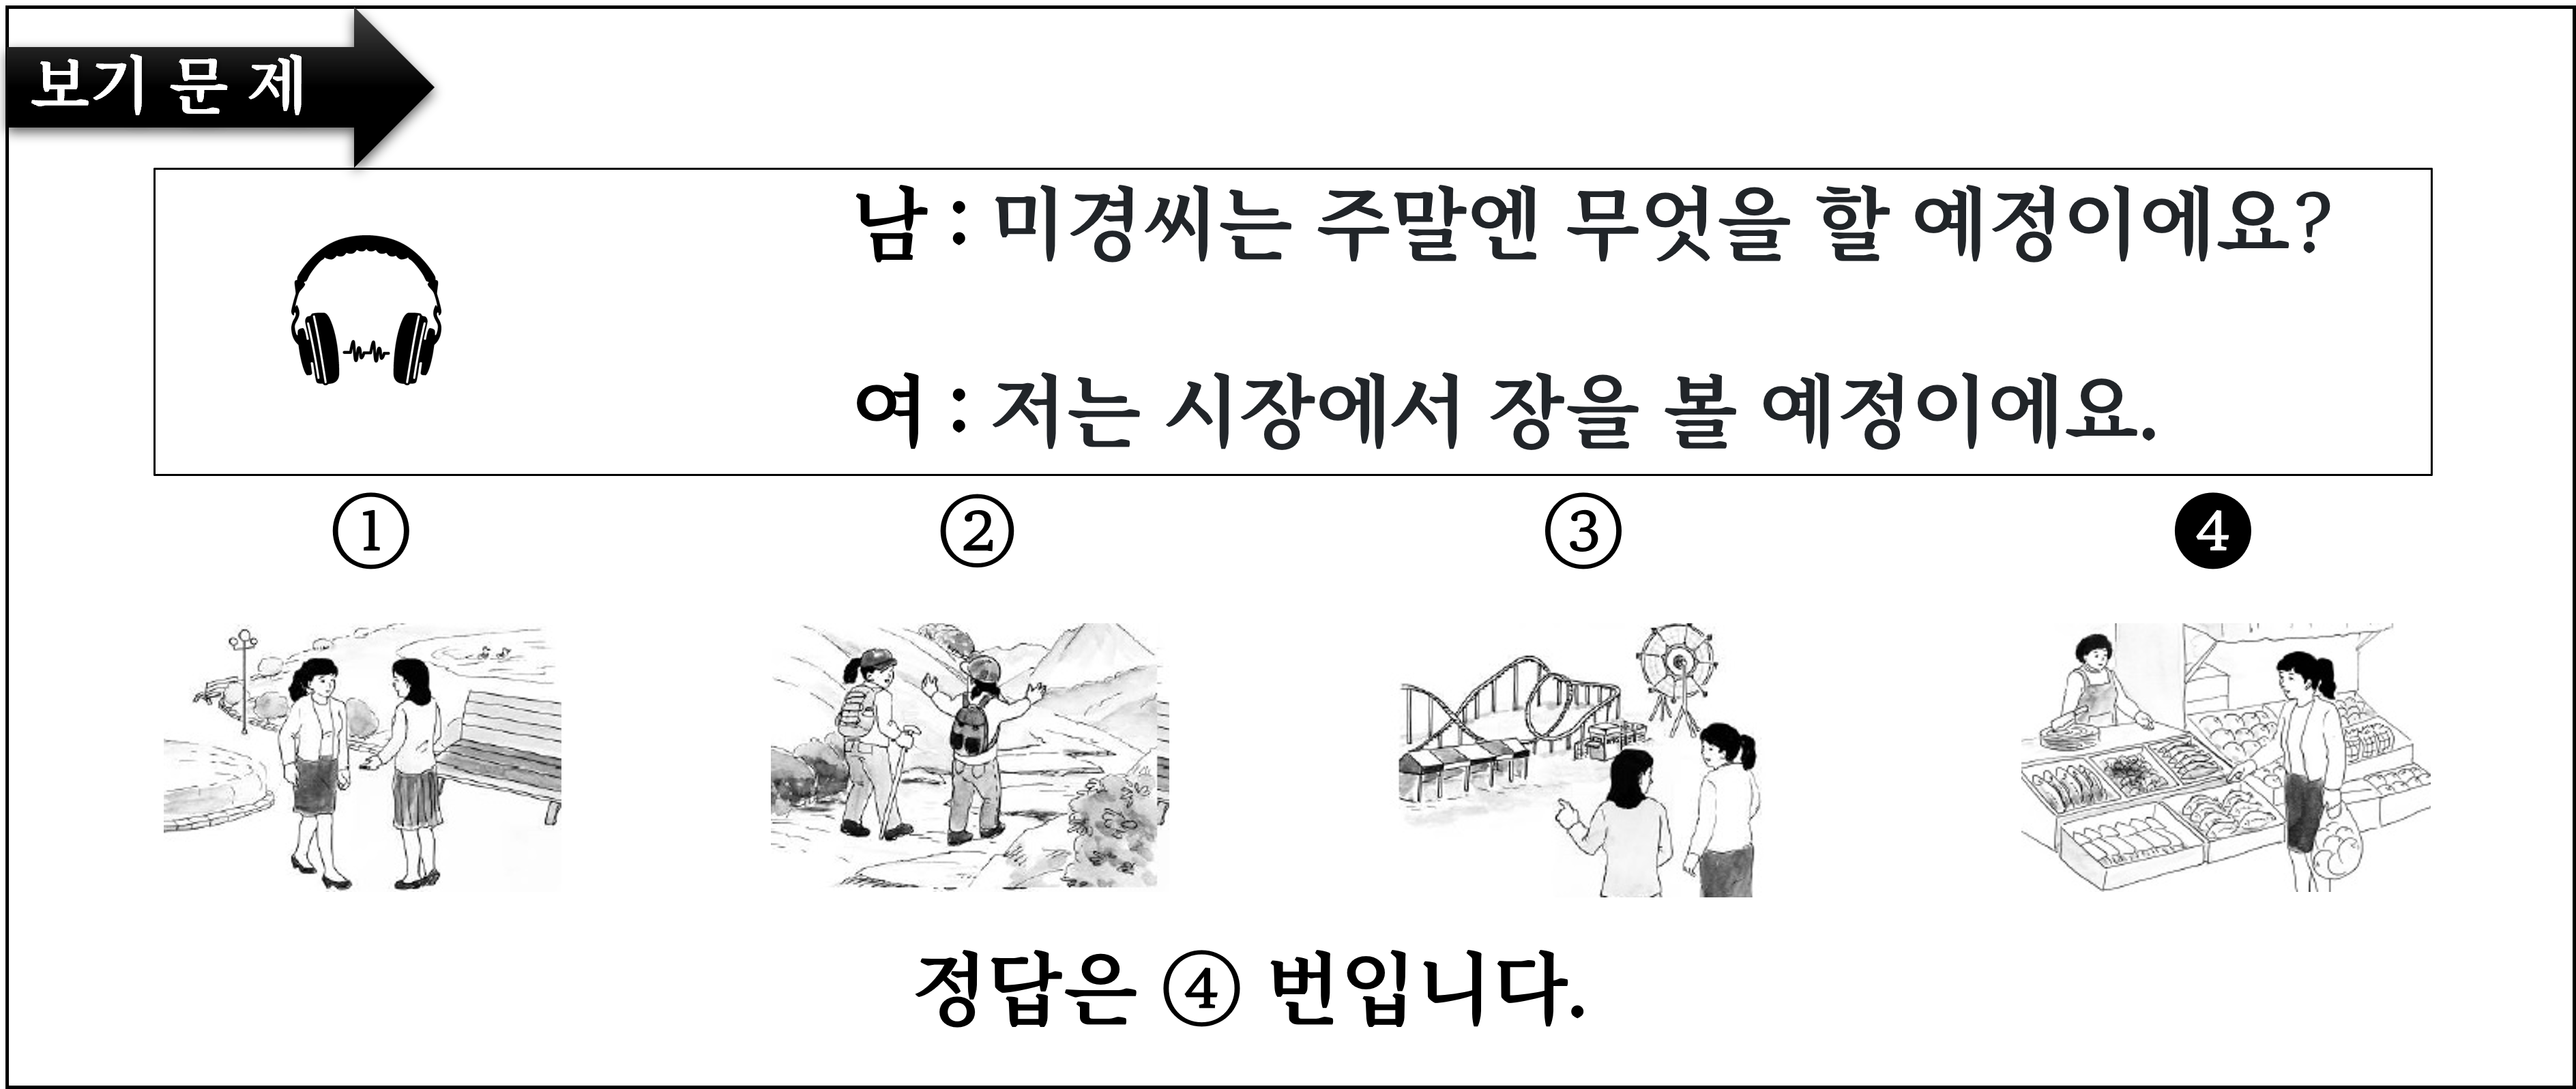 보기 문 제
남 : 미경씨는 주말엔 무엇을 할 예정이에요?
여 : 저는 시장에서 장을 볼 예정이에요.
① ② ③ ❹
정답은 ④ 번입니다.